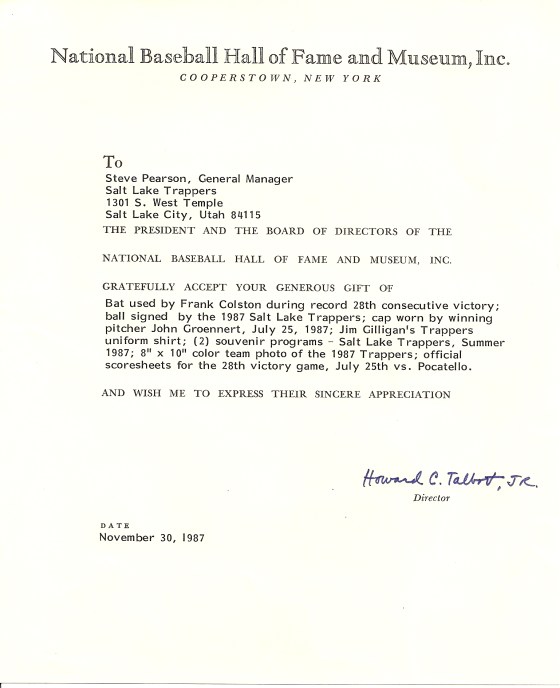 National Baseball Hall of Fame and Museum, Inc.
COOPERSTOWN, NEW YORK
To
Steve Pearson, General Manager
Salt Lake Trappers
1301 S. West Temple
Salt Lake City, Utah 84115
THE PRESIDENT AND THE BOARD OF DIRECTORS OF THE
NATIONAL BASEBALL HALL OF FAME AND MUSEUM, INC.
GRATEFULLY ACCEPT YOUR GENEROUS GIFT OF
Bat used by Frank Colston during record 28th consecutive victory;
ball signed by the 1987 Salt Lake Trappers; cap worn by winning
pitcher John Groennert, July 25, 1987; Jim Gilligan's Trappers
uniform shirt; (2) souvenir programs - Salt Lake Trappers, Summer
1987; 8" x 10" color team photo of the 1987 Trappers; official
scoresheets for the 28th victory game, July 25th vs. Pocatello.
AND WISH ME TO EXPRESS THEIR SINCERE APPRECIATION
Howard C. Talbot, JR.
Director
DATE
November 30, 1987